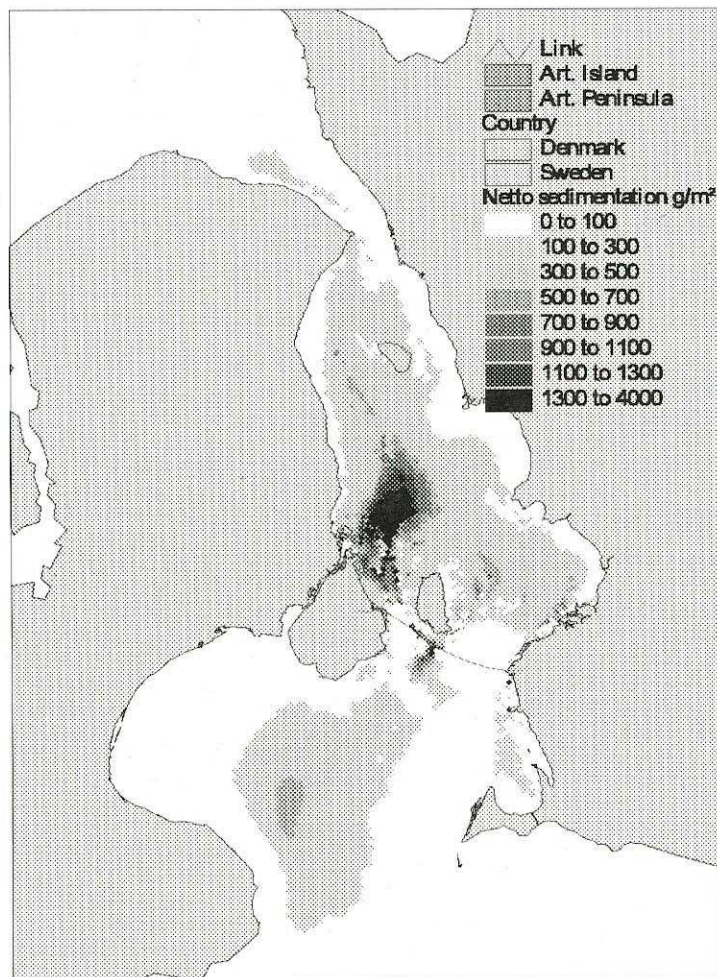 Link
Art. Island
Art. Peninsula
Country
Denmark
Sweden
Netto sedimentation g/m²
0 to 100
100 to 300
300 to 500
500 to 700
700 to 900
900 to 1100
1100 to 1300
1300 to 4000